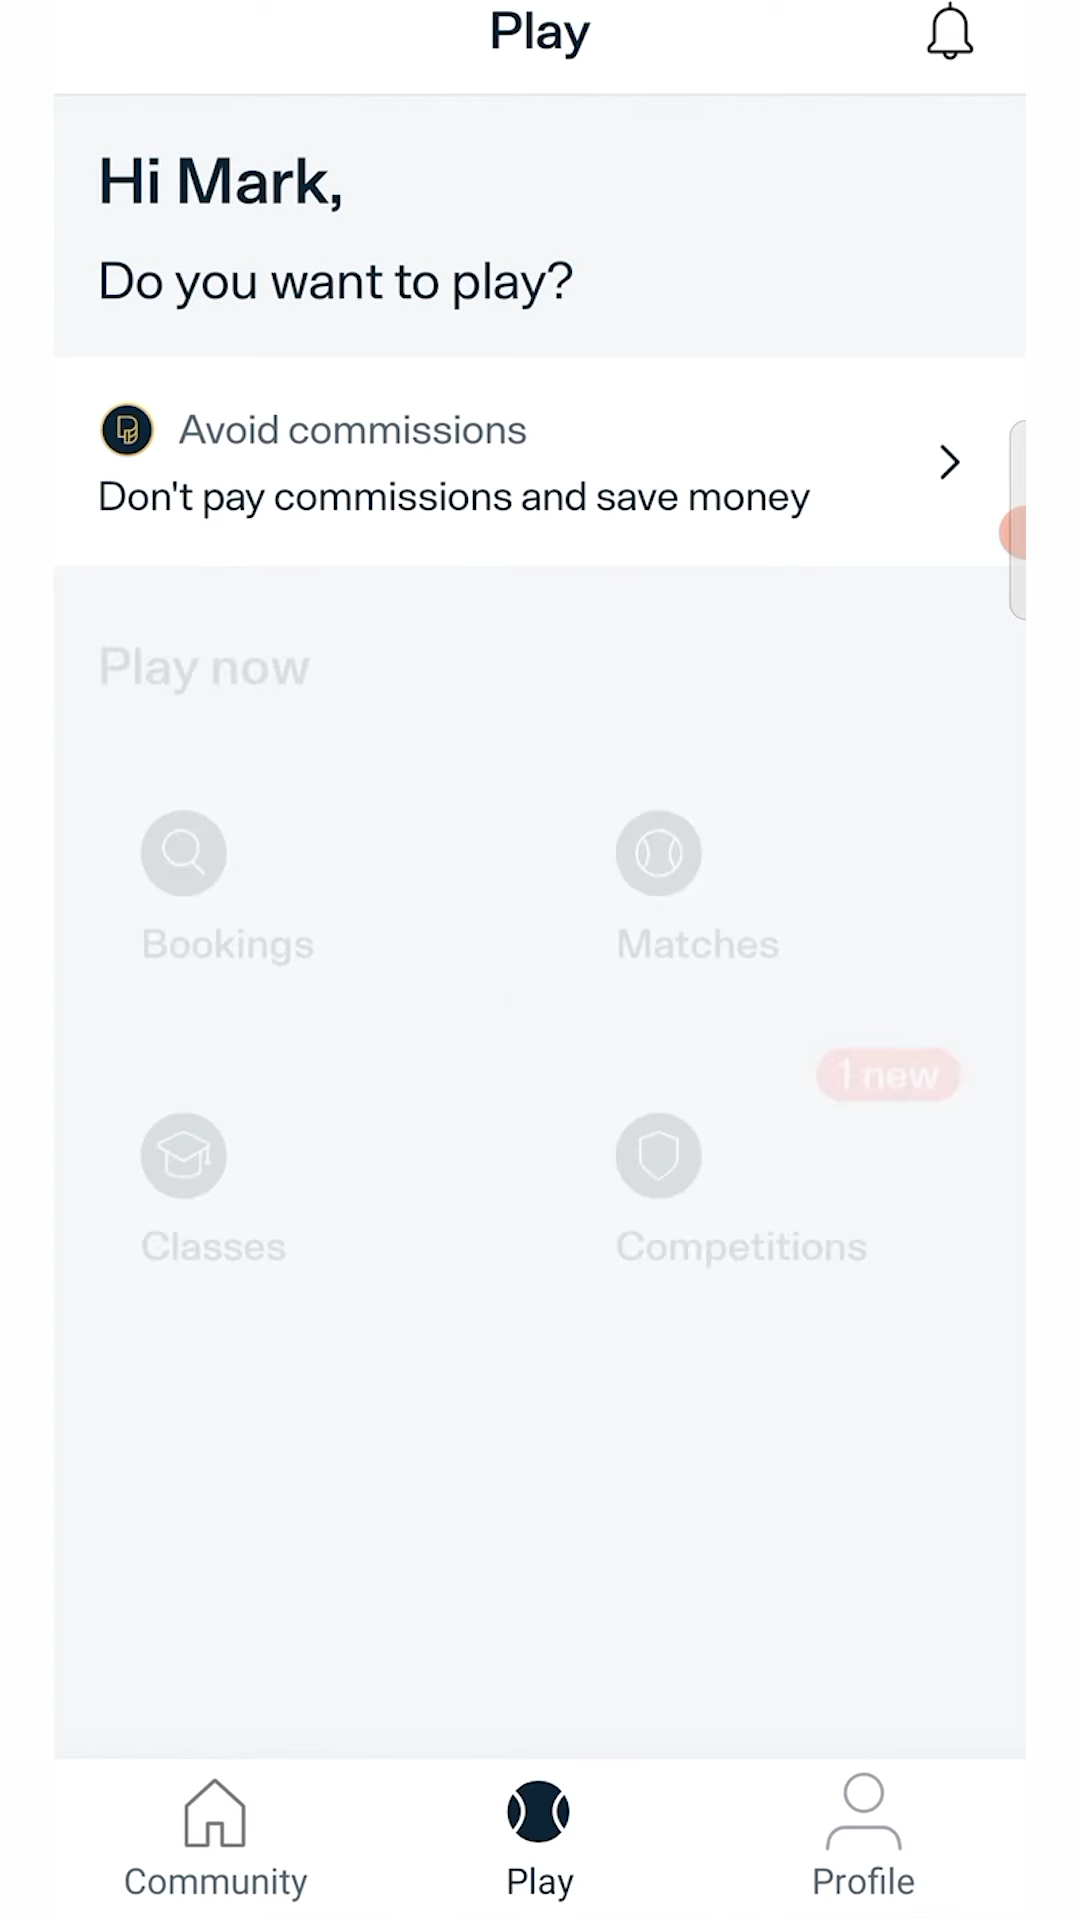 Play
Hi Mark,
Do you want to play?
Avoid commissions
Don't pay commissions and save money
Play now
Bookings
Matches
1 new
Classes
Competitions
Community
Play
Profile